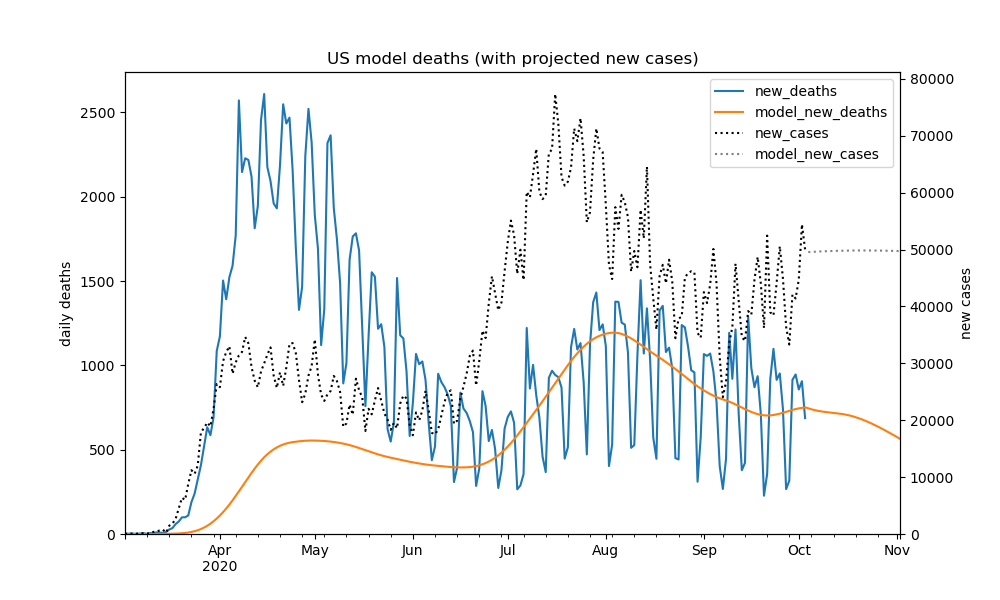 US model deaths (with projected new cases)
new_deaths
model_new_deaths
new_cases
model_new_cases
daily deaths
2500
2000
1500
1000
500
0
new cases
80000
70000
60000
50000
40000
30000
20000
10000
0
Apr
2020
May
Jun
Jul
Aug
Sep
Oct
Nov